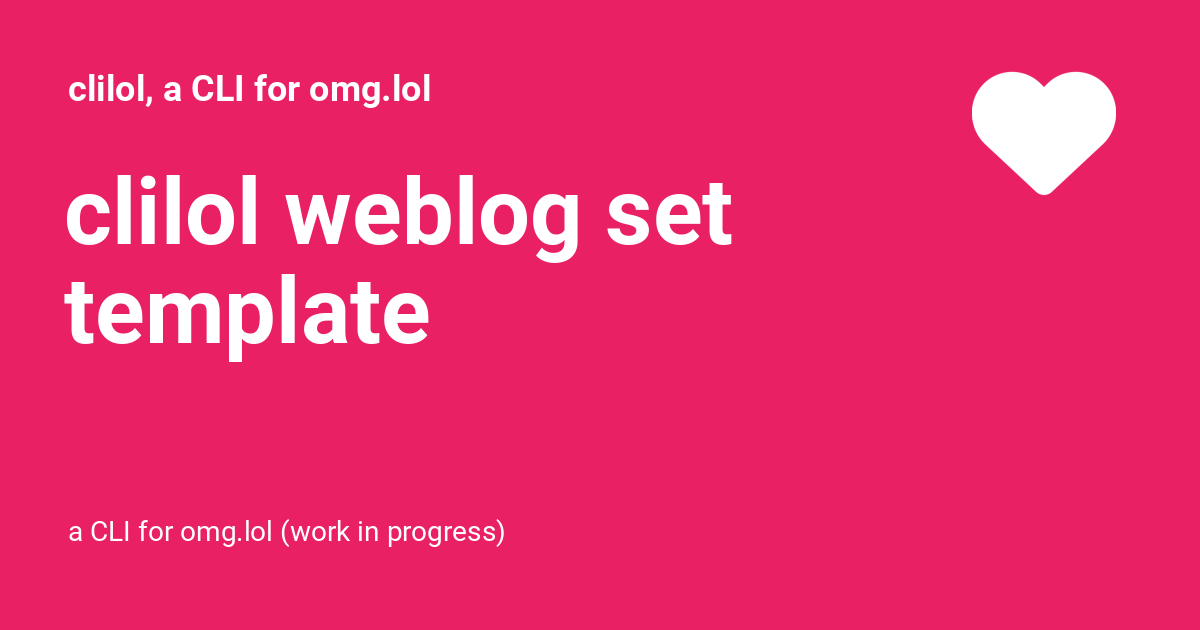 clilol, a CLI for omg.lol
clilol weblog set
template
a CLI for omg.lol (work in progress)